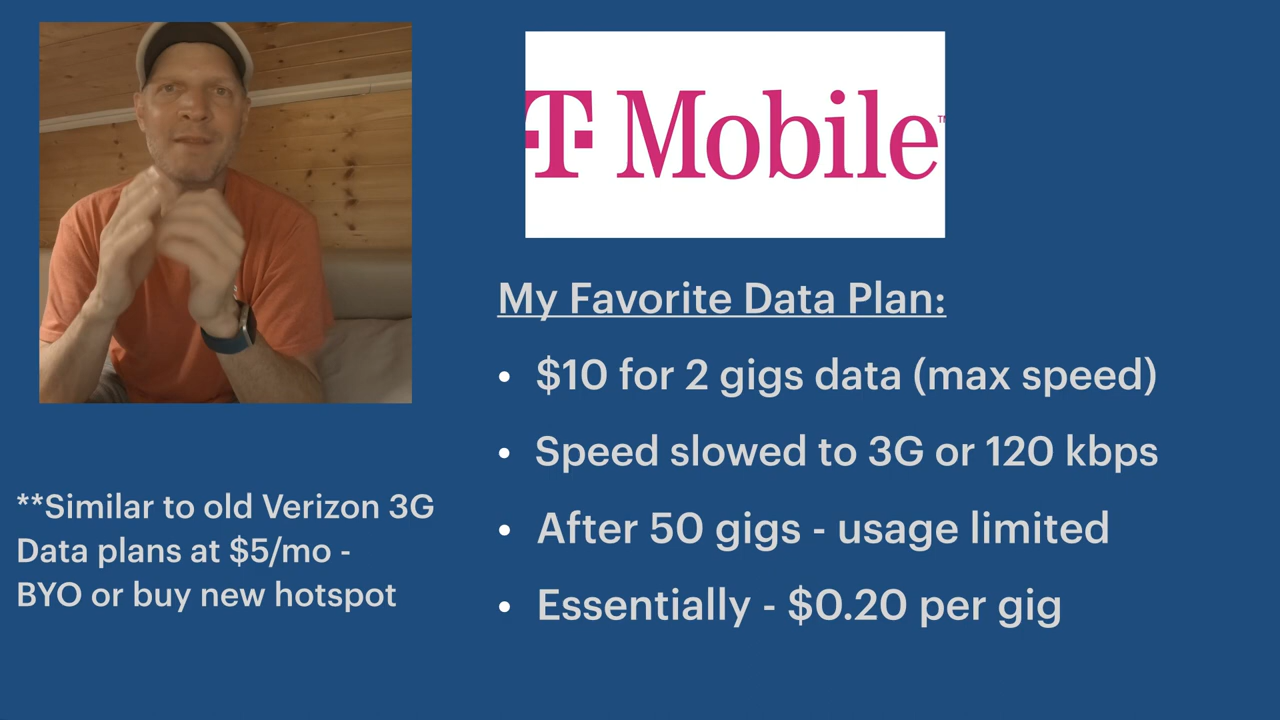 T Mobile™
My Favorite Data Plan:
• $10 for 2 gigs data (max speed)
• Speed slowed to 3G or 120 kbps
• After 50 gigs - usage limited
• Essentially - $0.20 per gig
**Similar to old Verizon 3G
Data plans at $5/mo -
BYO or buy new hotspot